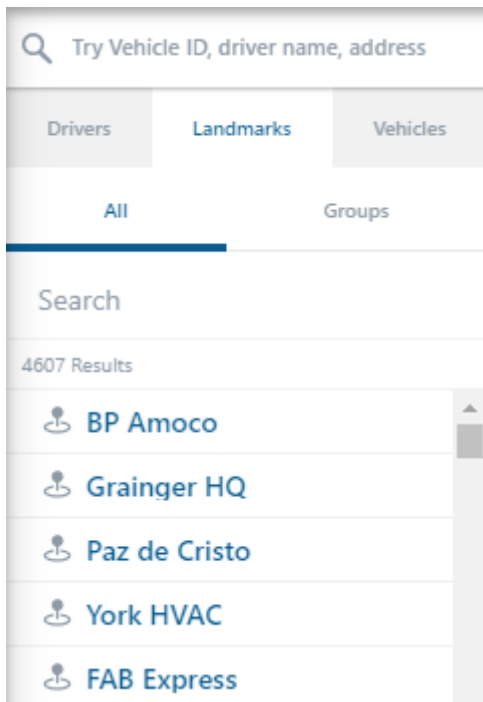 Try Vehicle ID, driver name, address
Drivers Landmarks Vehicles
All Groups
Search
4607 Results
BP Amoco
Grainger HQ
Paz de Cristo
York HVAC
FAB Express